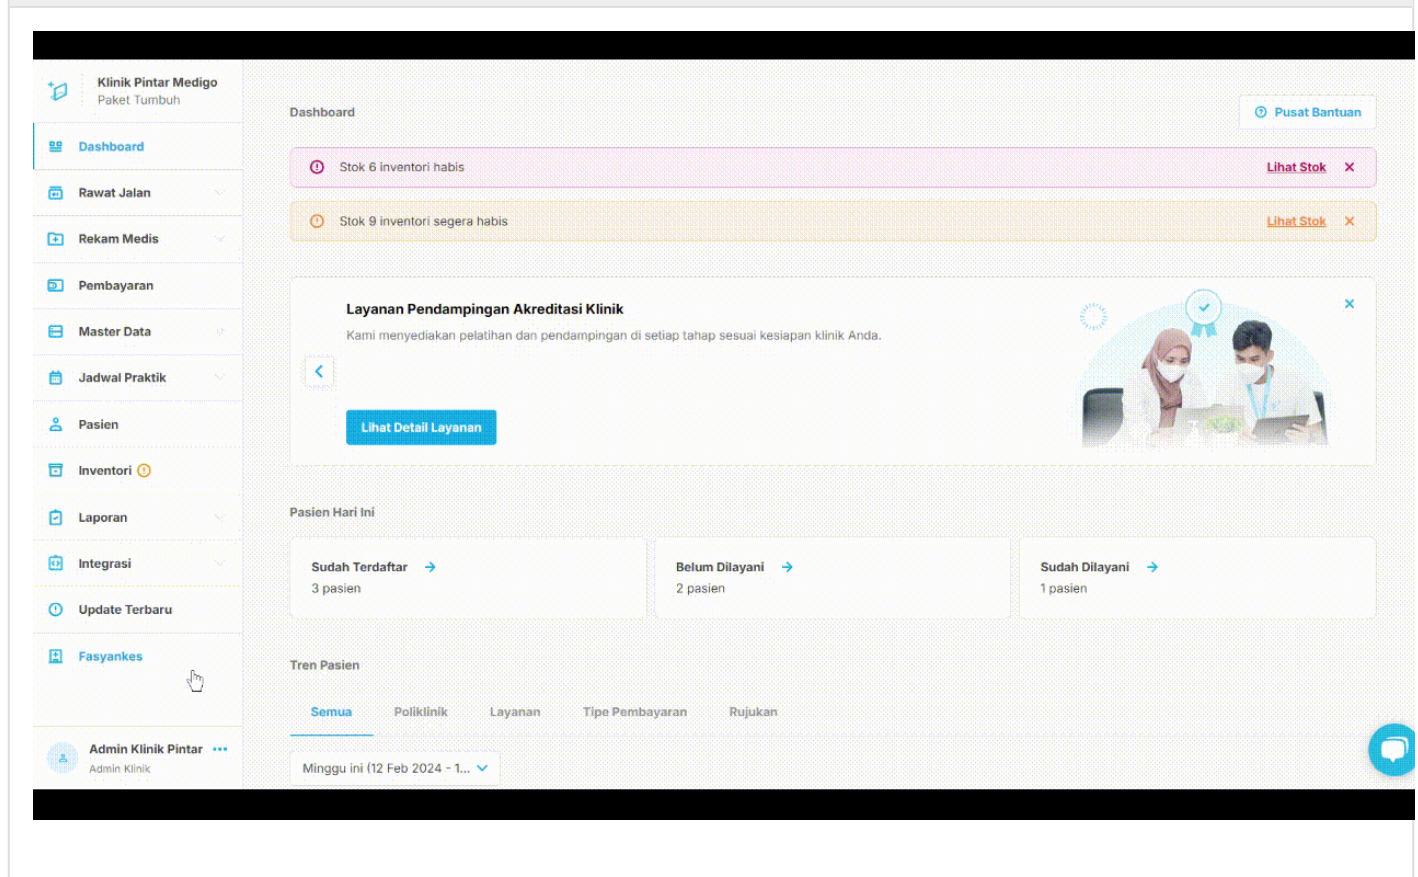 Klinik Pintar Medigo
Paket Tumbuh
Dashboard
Rawat Jalan
Rekam Medis
Pembayaran
Master Data
Jadwal Praktik
Pasien
Inventori
Laporan
Integrasi
Update Terbaru
Fasyankes
Admin Klinik Pintar
Admin Klinik
Dashboard
Pusat Bantuan
Stok 6 inventori habis
Lihat Stok
Stok 9 inventori segera habis
Lihat Stok
Layanan Pendampingan Akreditasi Klinik
Kami menyediakan pelatihan dan pendampingan di setiap tahap sesuai kesiapan klinik Anda.
Lihat Detail Layanan
Pasien Hari Ini
Sudah Terdaftar
3 pasien
Belum Dilayani
2 pasien
Sudah Dilayani
1 pasien
Tren Pasien
Semua Poliklinik Layanan Tipe Pembayaran Rujukan
Minggu ini (12 Feb 2024 - 1...